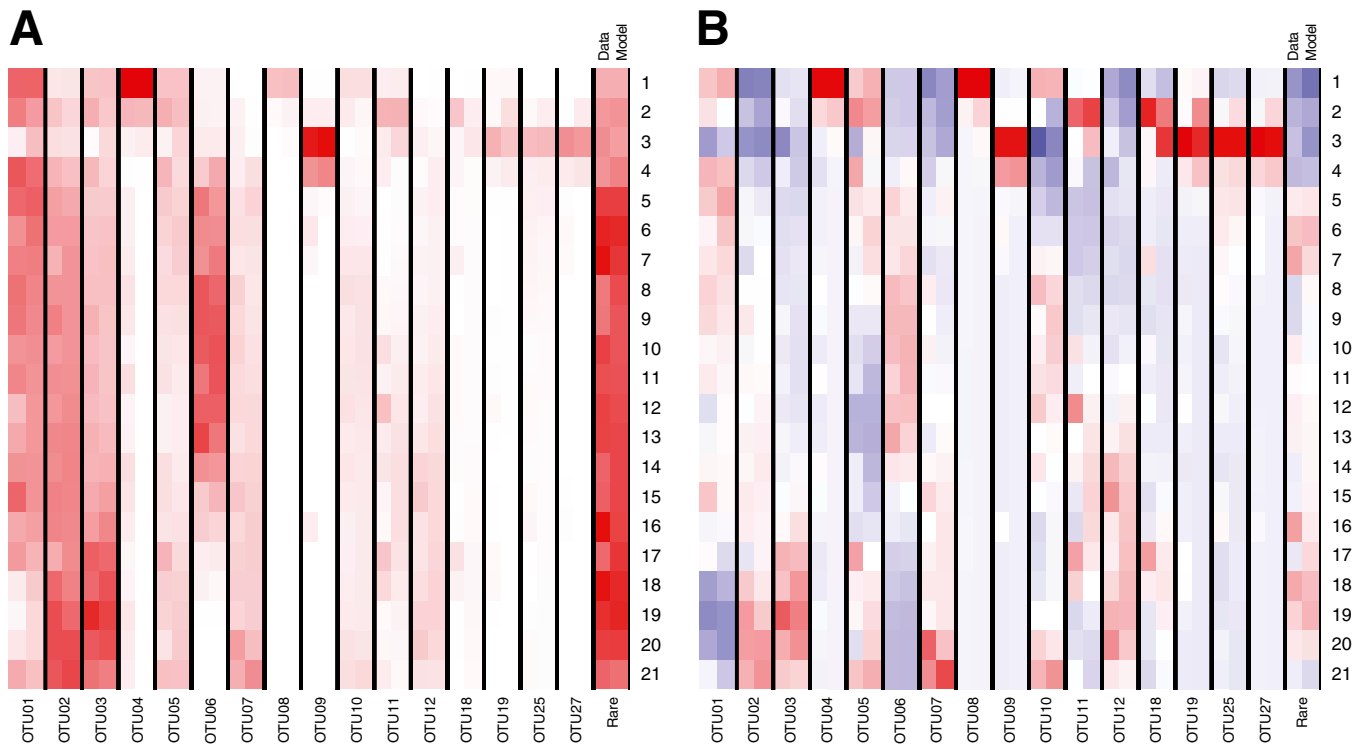 A
Data
Model
1
2
3
4
5
6
7
8
9
10
11
12
13
14
15
16
17
18
19
20
21
OTU01
OTU02
OTU03
OTU04
OTU05
OTU06
OTU07
OTU08
OTU09
OTU10
OTU11
OTU12
OTU18
OTU19
OTU25
OTU27
Rare
B
Data
Model
1
2
3
4
5
6
7
8
9
10
11
12
13
14
15
16
17
18
19
20
21
OTU01
OTU02
OTU03
OTU04
OTU05
OTU06
OTU07
OTU08
OTU09
OTU10
OTU11
OTU12
OTU18
OTU19
OTU25
OTU27
Rare